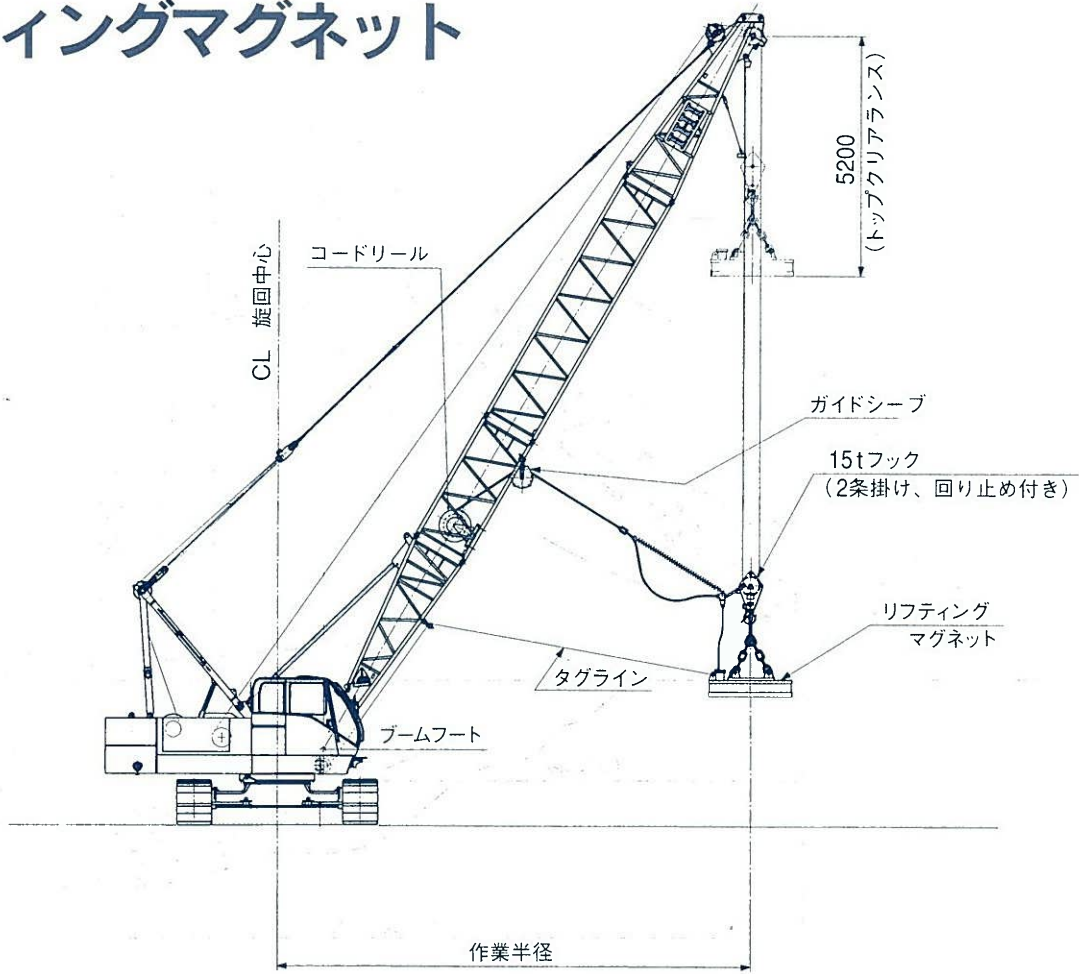 ィングマグネット
IHI
5200
(トップクリアランス)
コードリール
CL 旋回中心
ガイドシーブ
15tフック
(2条掛け、回り止め付き)
リフティング
マグネット
タグライン
ブームフート
作業半径